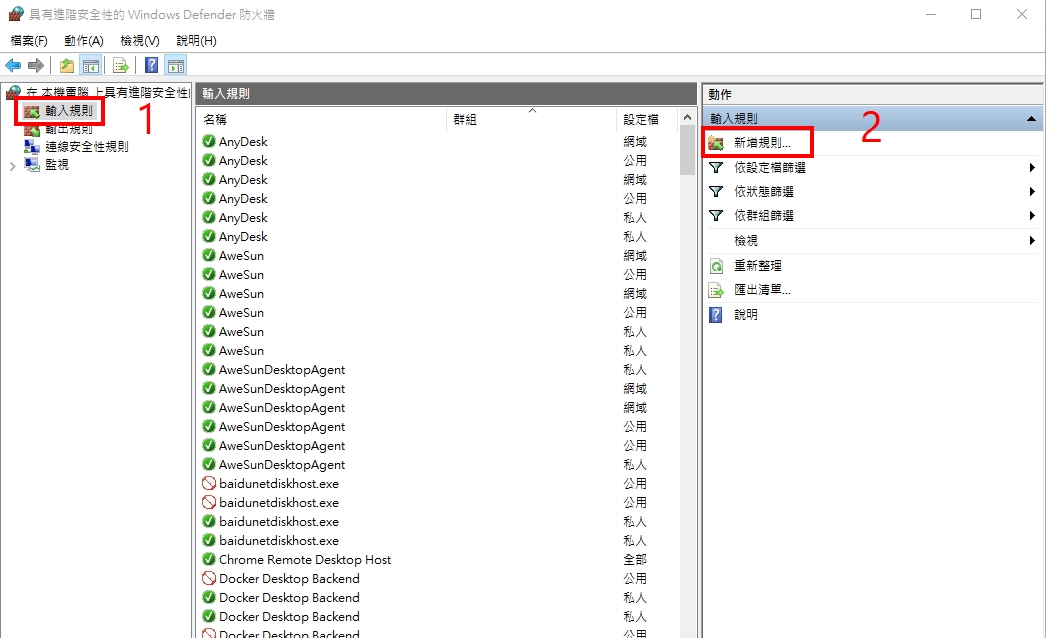 具有進階安全性的 Windows Defender 防火牆
檔案(F) 動作(A) 檢視(V) 說明(H)
在 本機電腦 上具有進階安全性
輸入規則
輸出規則
連線安全性規則
監視
1
輸入規則
名稱 群組 設定檔
AnyDesk 網域
AnyDesk 公用
AnyDesk 網域
AnyDesk 公用
AnyDesk 私人
AnyDesk 私人
AweSun 網域
AweSun 公用
AweSun 網域
AweSun 公用
AweSun 私人
AweSun 私人
AweSunDesktopAgent 私人
AweSunDesktopAgent 網域
AweSunDesktopAgent 網域
AweSunDesktopAgent 公用
AweSunDesktopAgent 公用
AweSunDesktopAgent 私人
baidunetdiskhost.exe 公用
baidunetdiskhost.exe 公用
baidunetdiskhost.exe 私人
baidunetdiskhost.exe 私人
Chrome Remote Desktop Host 全部
Docker Desktop Backend 公用
Docker Desktop Backend 私人
Docker Desktop Backend 私人
Docker Desktop Backend 公用
動作
輸入規則
2
新增規則...
依設定檔篩選
依狀態篩選
依群組篩選
檢視
重新整理
匯出清單...
說明